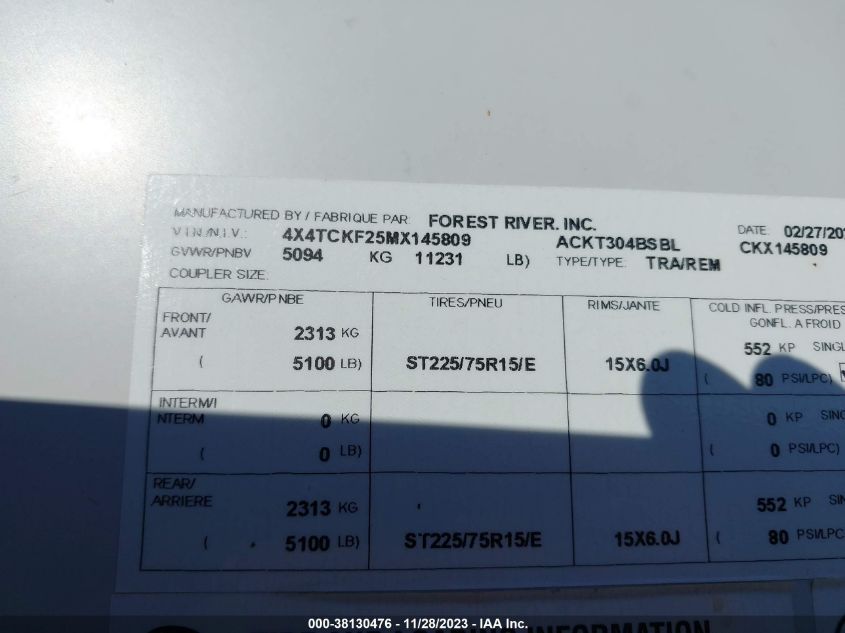 MANUFACTURED BY / FABRIQUE PAR: FOREST RIVER, INC. DATE: 02/27/20
V.I.N./N.I.V.: 4X4TCKF25MX145809 ACKT304BSBL CKX145809
GVWR/PNBV 5094 KG 11231 LB) TYPE/TYPE: TRA/REM
COUPLER SIZE:
GAWR/PNBE TIRES/PNEU RIMS/JANTE COLD INFL. PRESS/PRES
GONFL. A FROID
FRONT/
AVANT 2313 KG 552 KP SINGL
( 5100 LB) ST225/75R15/E 15X6.0J ( 80 PSI/LPC)
INTERM/I
NTERM 0 KG 0 KP SIN
( 0 LB) ( 0 PSI/LPC)
REAR/
ARRIERE 2313 KG 552 KP SIN
( 5100 LB) ST225/75R15/E 15X6.0J ( 80 PSI/LPC
INFORMATION
000-38130476 - 11/28/2023 - IAA Inc.